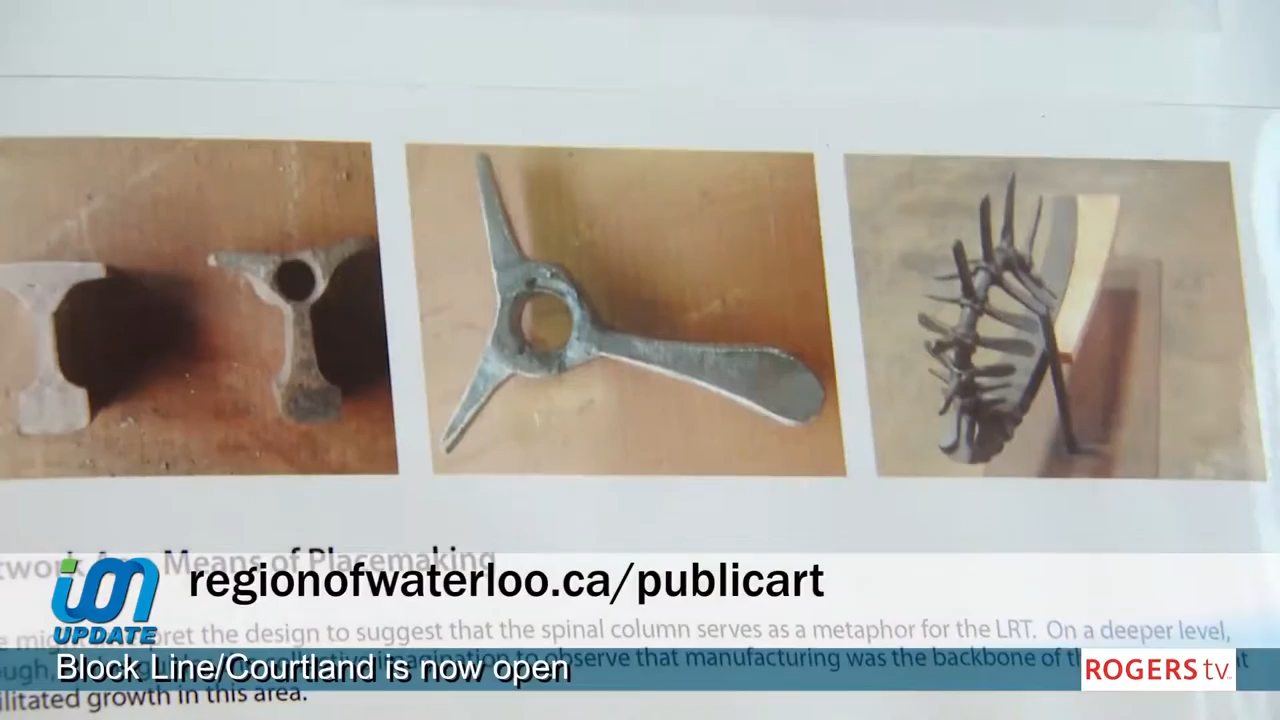 Means of Placemaking
ion
UPDATE
regionofwaterloo.ca/publicart
pret the design to suggest that the spinal column serves as a metaphor for the LRT. On a deeper level,
to observe that manufacturing was the backbone of
Block Line/Courtland is now open
ROGERS tv
growth in this area.